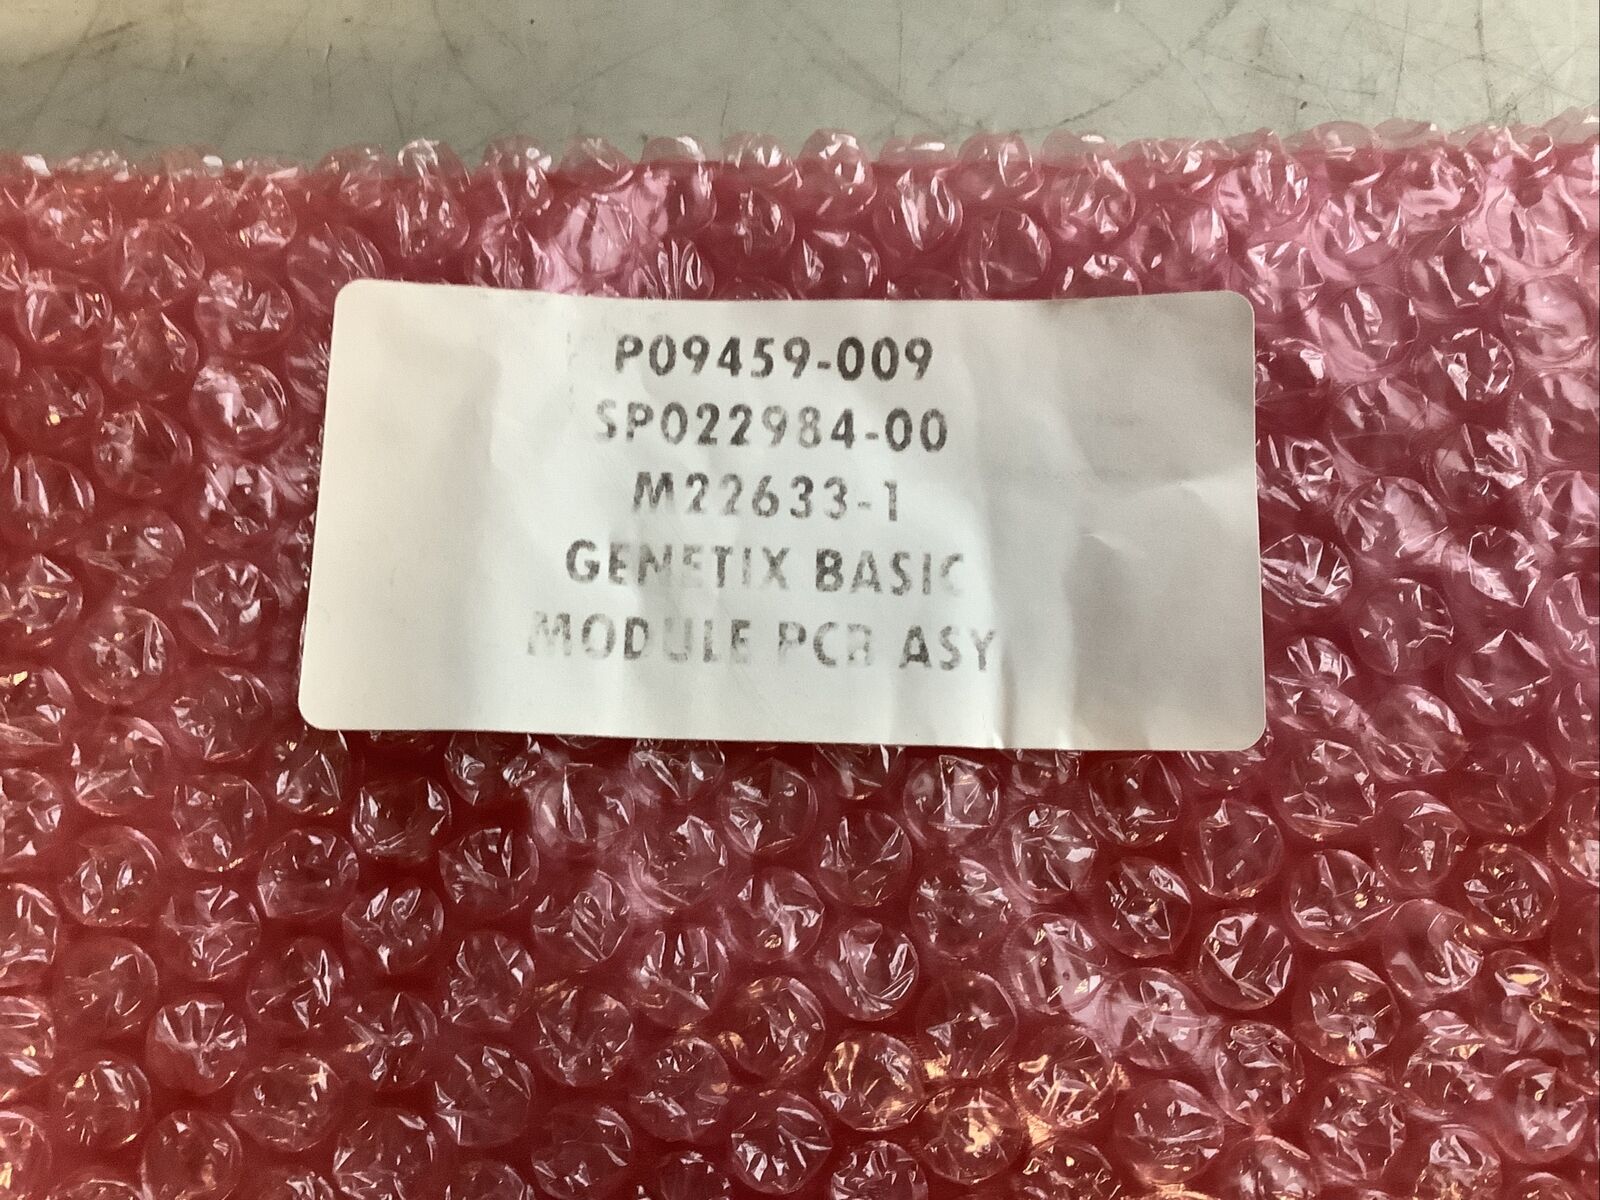 P09459-009
SP022984-00
M22633-1
GENETIX BASIC
MODULE PCB ASY